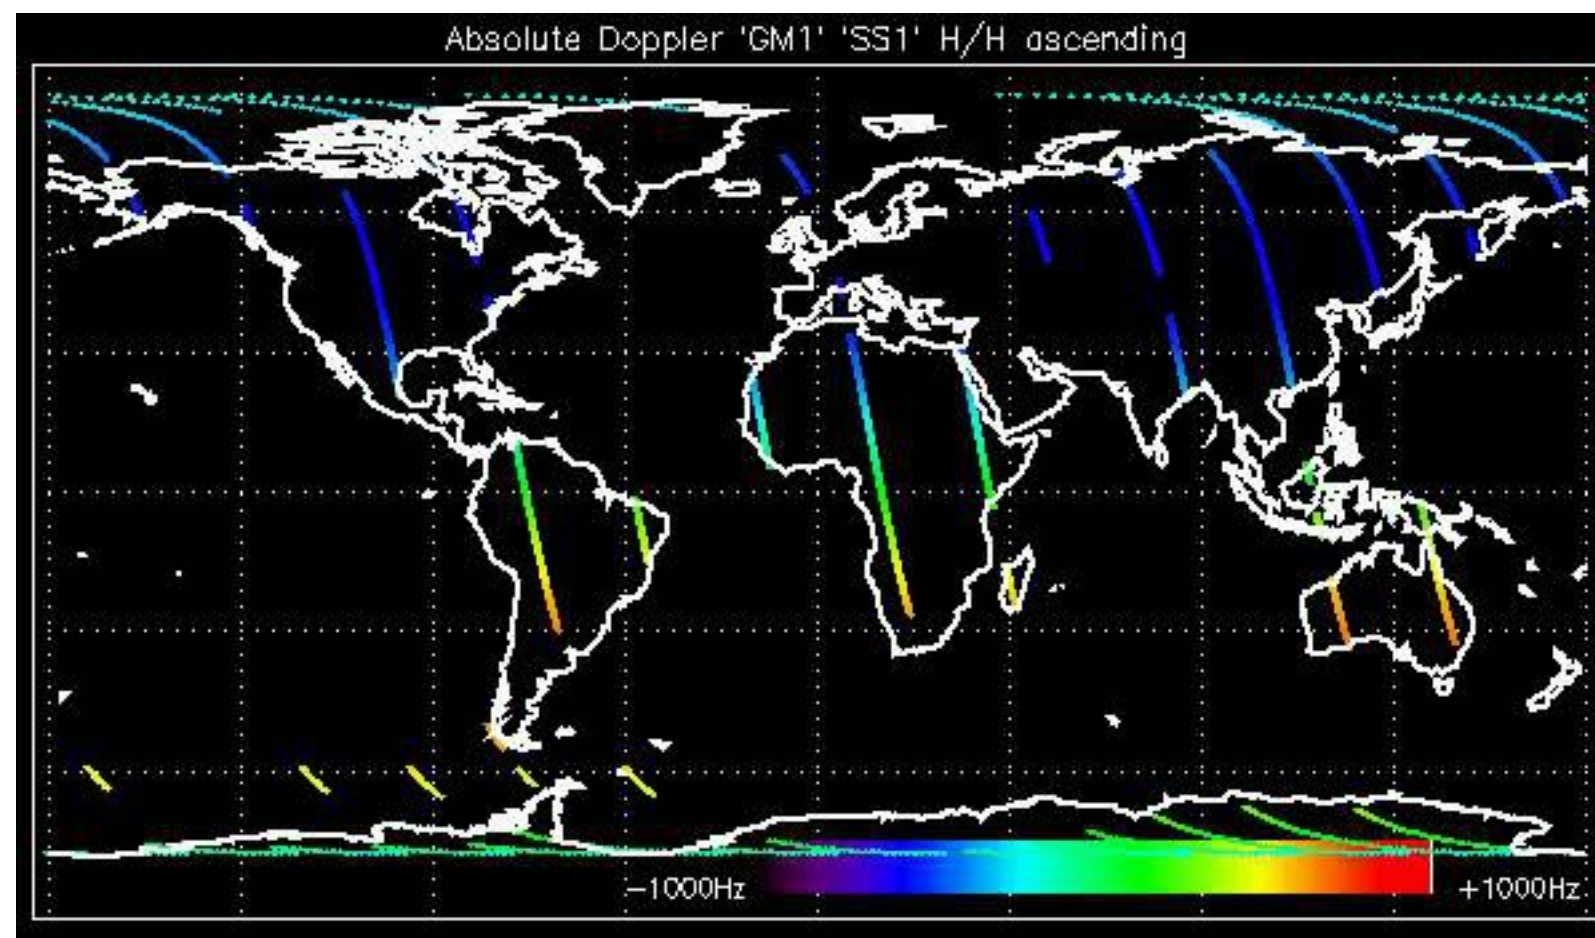 Absolute Doppler 'GM1' 'SS1' H/H ascending
-1000Hz +1000Hz